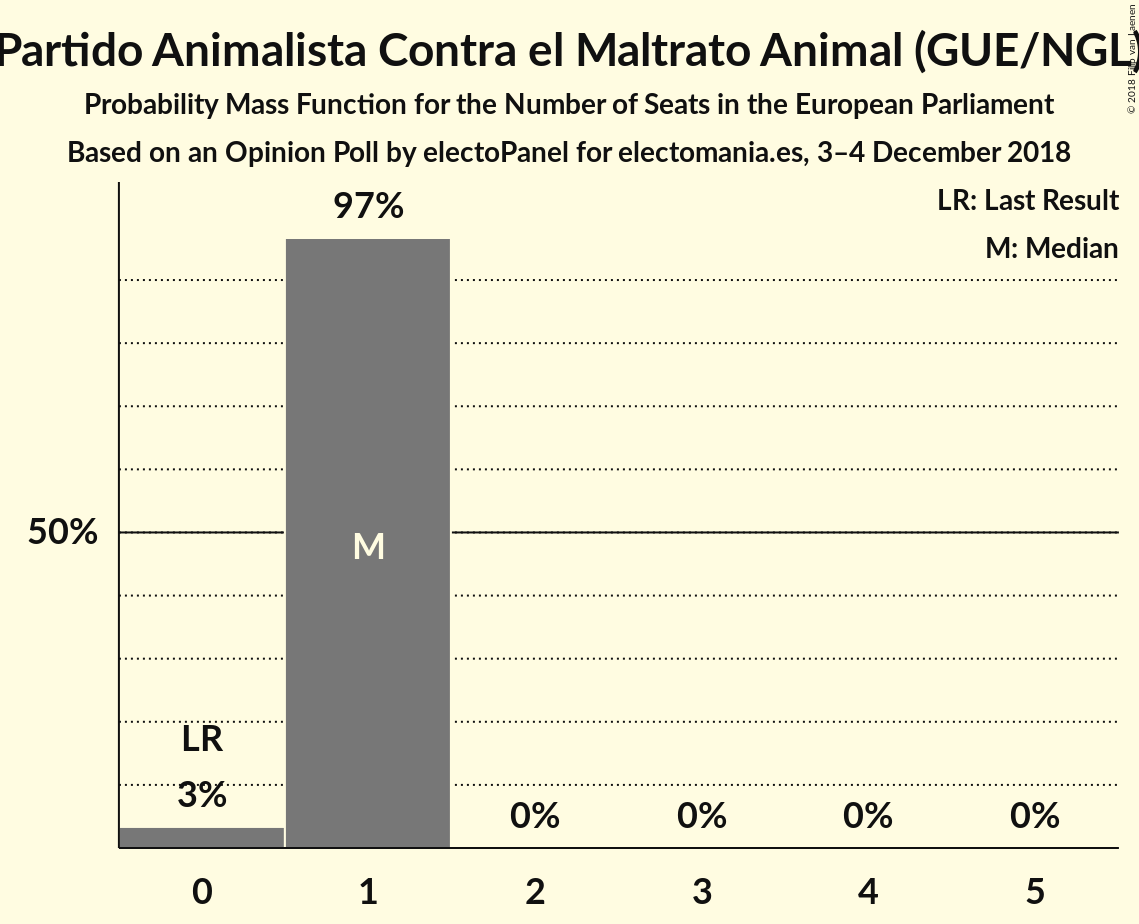 Partido Animalista Contra el Maltrato Animal (GUE/NGL)
© 2018 Filip van Laenen
Probability Mass Function for the Number of Seats in the European Parliament
Based on an Opinion Poll by electoPanel for electomania.es, 3–4 December 2018
LR: Last Result
M: Median
97%
50%
M
LR
3%
0% 0% 0% 0%
0 1 2 3 4 5